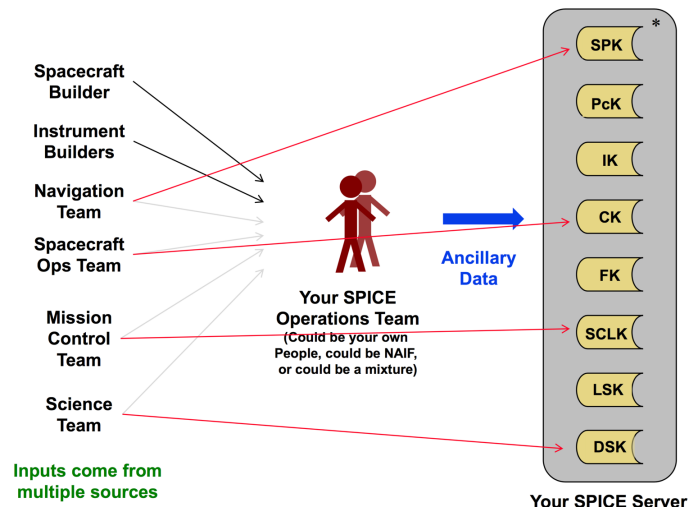 Spacecraft
Builder
Instrument
Builders
Navigation
Team
Spacecraft
Ops Team
Mission
Control
Team
Science
Team
Inputs come from
multiple sources
Your SPICE
Operations Team
(Could be your own
People, could be NAIF,
or could be a mixture)
Ancillary
Data
*
SPK
PcK
IK
CK
FK
SCLK
LSK
DSK
Your SPICE Server